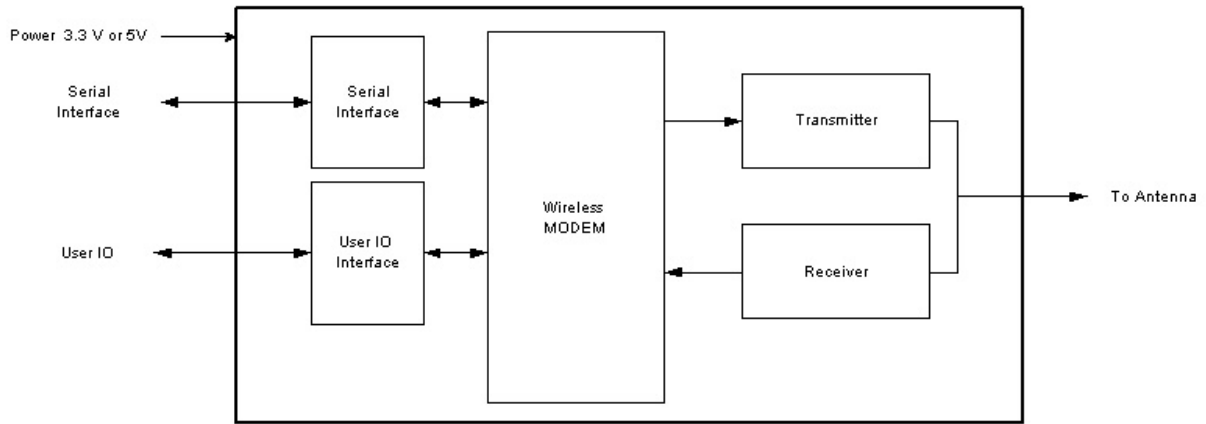 Power 3.3 V or 5V
Serial
Interface
Serial
Interface
Transmitter
Wireless
MODEM
To Antenna
User IO
User IO
Interface
Receiver